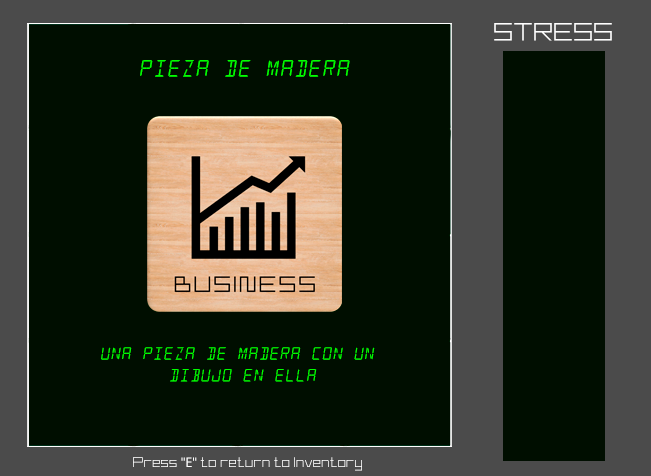 STRESS
PIEZA DE MADERA
BUSINESS
UNA PIEZA DE MADERA CON UN
DIBUJO EN ELLA
Press "E" to return to Inventory